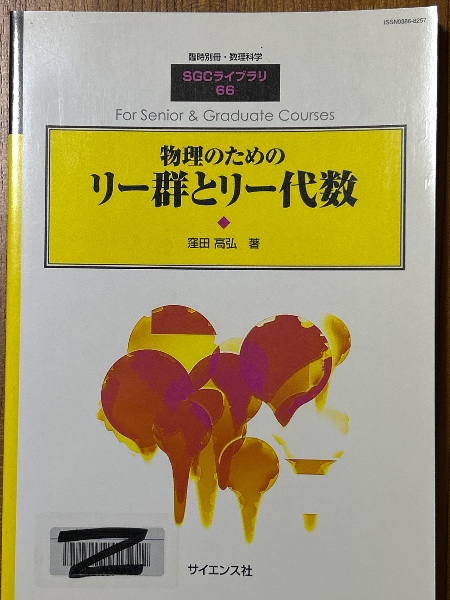 ISSN0386-8257
臨時別冊・数理科学
SGCライブラリ
66
For Senior & Graduate Courses
物理のための
リー群とリー代数
窪田 高弘 著
Z
サイエンス社